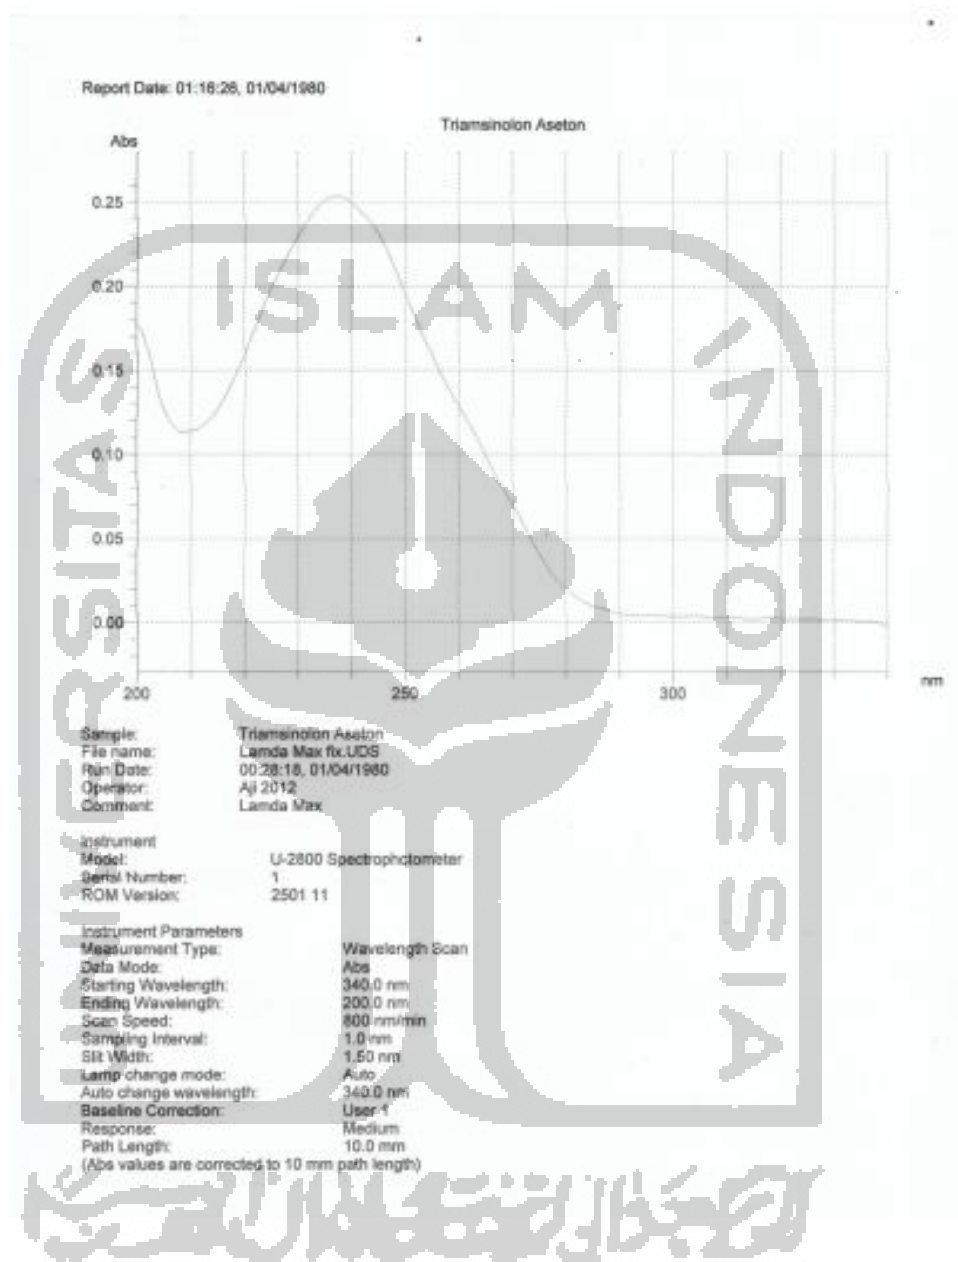 Report Date: 01:16:26, 01/04/1980
Triamsinolon Aseton
Abs
0.25
0.20
0.15
0.10
0.05
0.00
200 250 300
nm
Sample: Triamsinolon Aseton
File name: Lamda Max fix.UDS
Run Date: 00:28:18, 01/04/1980
Operator: Aji 2012
Comment: Lamda Max
Instrument
Model: U-2800 Spectrophotometer
Serial Number: 1
ROM Version: 2501 11
Instrument Parameters
Measurement Type: Wavelength Scan
Data Mode: Abs
Starting Wavelength: 340.0 nm
Ending Wavelength: 200.0 nm
Scan Speed: 800 nm/min
Sampling Interval: 1.0 nm
Slit Width: 1.50 nm
Lamp change mode: Auto
Auto change wavelength: 340.0 nm
Baseline Correction: User 1
Response: Medium
Path Length: 10.0 mm
(Abs values are corrected to 10 mm path length)
UNIVERSITAS
ISLAM
INDONESIA